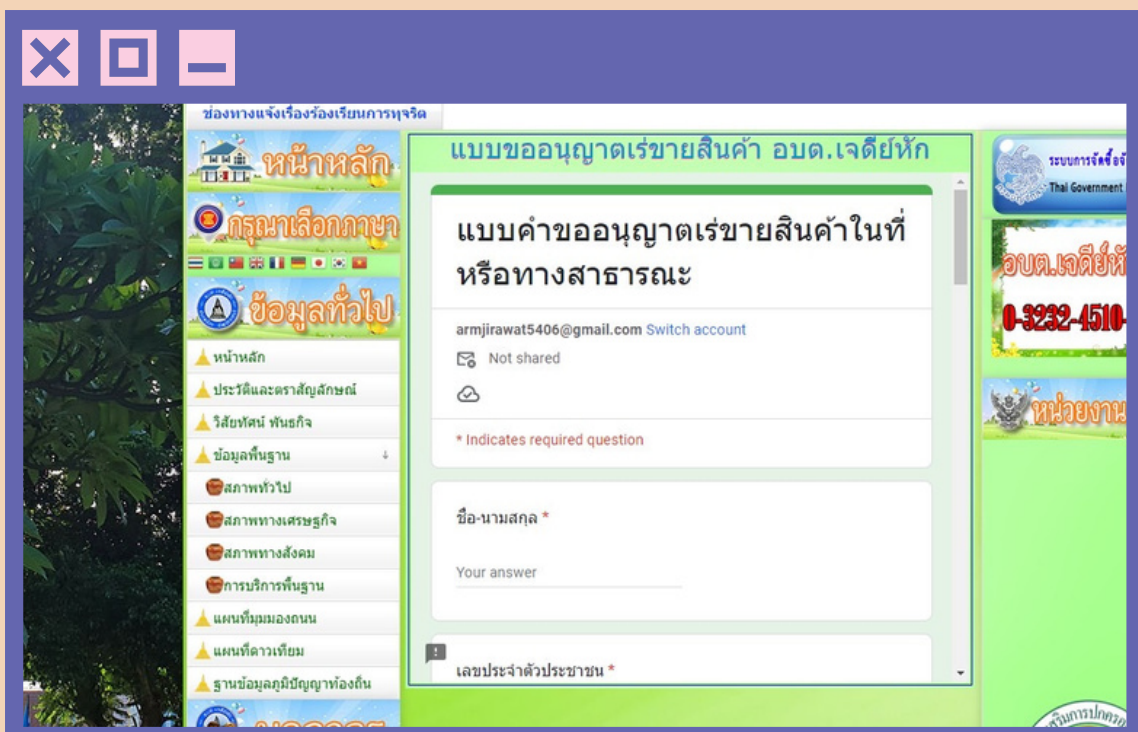 ช่องทางแจ้งเรื่องร้องเรียนการทุจริต
หน้าหลัก
กรุณาเลือกภาษา
ข้อมูลทั่วไป
หน้าหลัก
ประวัติและตราสัญลักษณ์
วิสัยทัศน์ พันธกิจ
ข้อมูลพื้นฐาน
สภาพทั่วไป
สภาพทางเศรษฐกิจ
สภาพทางสังคม
การบริการพื้นฐาน
แผนที่มุมมองถนน
แผนที่ดาวเทียม
ฐานข้อมูลภูมิปัญญาท้องถิ่น
แบบขออนุญาตเร่ขายสินค้า อบต.เจดีย์หัก
แบบคำขออนุญาตเร่ขายสินค้าในที่
หรือทางสาธารณะ
armjirawat5406@gmail.com Switch account
Not shared
* Indicates required question
ชื่อ-นามสกุล *
Your answer
เลขประจำตัวประชาชน *
ระบบการจัดซื้อจั
Thai Government
อบต.เจดีย์หั
0-3232-4510-
หน่วยงาน